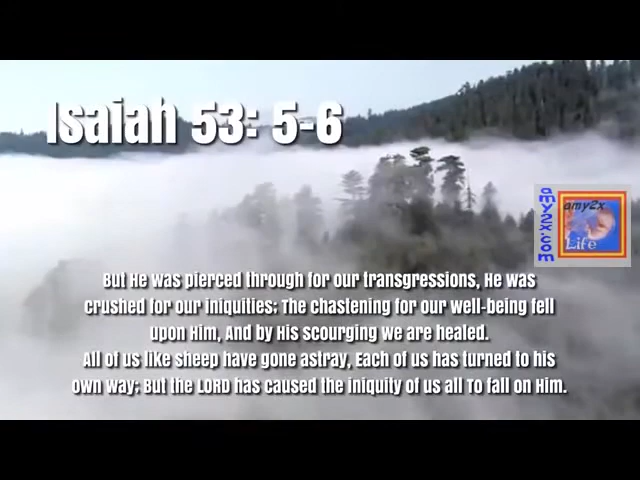 Isaiah 53: 5-6
amy2x.com
amy2x
Life
But He was pierced through for our transgressions, He was
crushed for our iniquities; The chastening for our well-being fell
upon Him, And by His scourging we are healed.
All of us like sheep have gone astray, Each of us has turned to his
own way; But the LORD has caused the iniquity of us all To fall on Him.